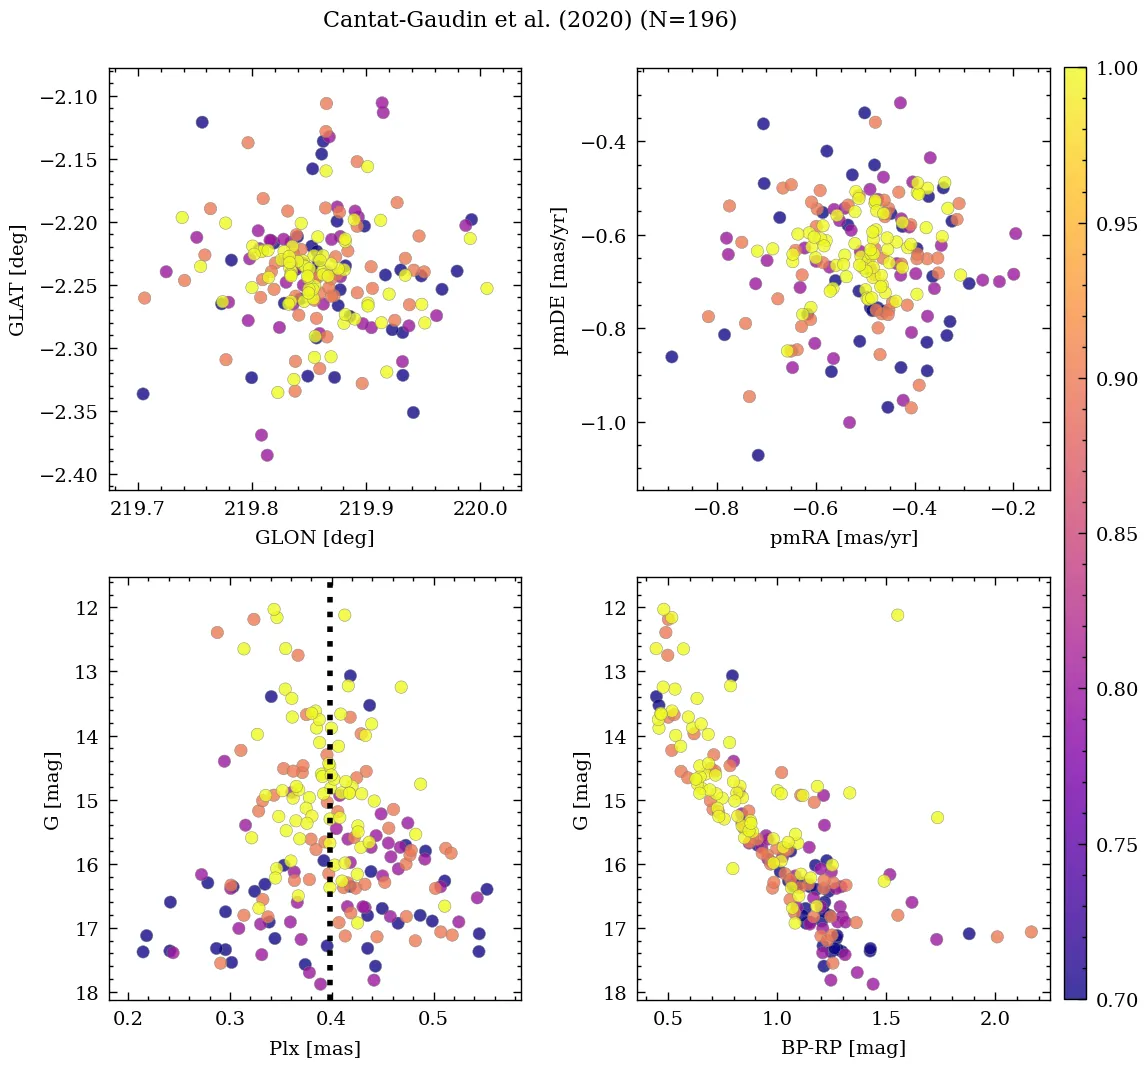 Cantat-Gaudin et al. (2020) (N=196)
−2.10
−2.15
−2.20
−2.25
−2.30
−2.35
−2.40
GLAT [deg]
219.7 219.8 219.9 220.0
GLON [deg]
−0.4
−0.6
−0.8
−1.0
pmDE [mas/yr]
−0.8 −0.6 −0.4 −0.2
pmRA [mas/yr]
12
13
14
15
16
17
18
G [mag]
0.2 0.3 0.4 0.5
Plx [mas]
12
13
14
15
16
17
18
G [mag]
0.5 1.0 1.5 2.0
BP-RP [mag]
1.00
0.95
0.90
0.85
0.80
0.75
0.70